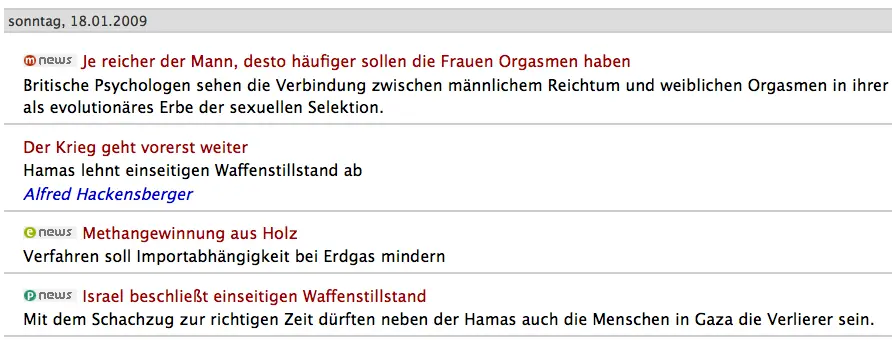 sonntag, 18.01.2009
m news Je reicher der Mann, desto häufiger sollen die Frauen Orgasmen haben
Britische Psychologen sehen die Verbindung zwischen männlichem Reichtum und weiblichen Orgasmen in ihrer
als evolutionäres Erbe der sexuellen Selektion.
Der Krieg geht vorerst weiter
Hamas lehnt einseitigen Waffenstillstand ab
Alfred Hackensberger
e news Methangewinnung aus Holz
Verfahren soll Importabhängigkeit bei Erdgas mindern
p news Israel beschließt einseitigen Waffenstillstand
Mit dem Schachzug zur richtigen Zeit dürften neben der Hamas auch die Menschen in Gaza die Verlierer sein.